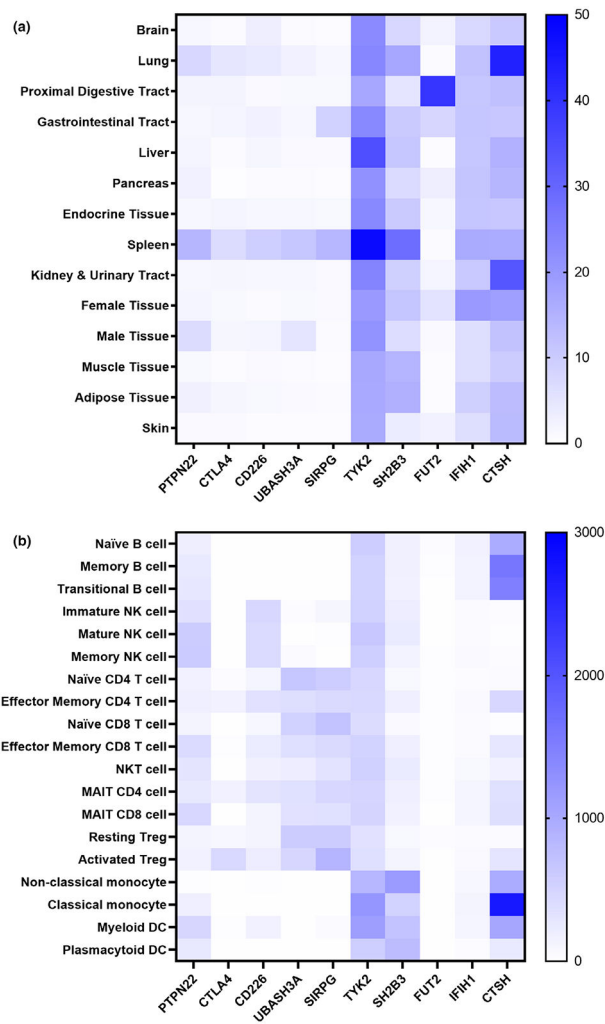 (a)
Brain
Lung
Proximal Digestive Tract
Gastrointestinal Tract
Liver
Pancreas
Endocrine Tissue
Spleen
Kidney & Urinary Tract
Female Tissue
Male Tissue
Muscle Tissue
Adipose Tissue
Skin
PTPN22
CTLA4
CD226
UBASH3A
SIRPG
TYK2
SH2B3
FUT2
IFIH1
CTSH
50
40
30
20
10
0
(b)
Naïve B cell
Memory B cell
Transitional B cell
Immature NK cell
Mature NK cell
Memory NK cell
Naïve CD4 T cell
Effector Memory CD4 T cell
Naïve CD8 T cell
Effector Memory CD8 T cell
NKT cell
MAIT CD4 cell
MAIT CD8 cell
Resting Treg
Activated Treg
Non-classical monocyte
Classical monocyte
Myeloid DC
Plasmacytoid DC
PTPN22
CTLA4
CD226
UBASH3A
SIRPG
TYK2
SH2B3
FUT2
IFIH1
CTSH
3000
2000
1000
0